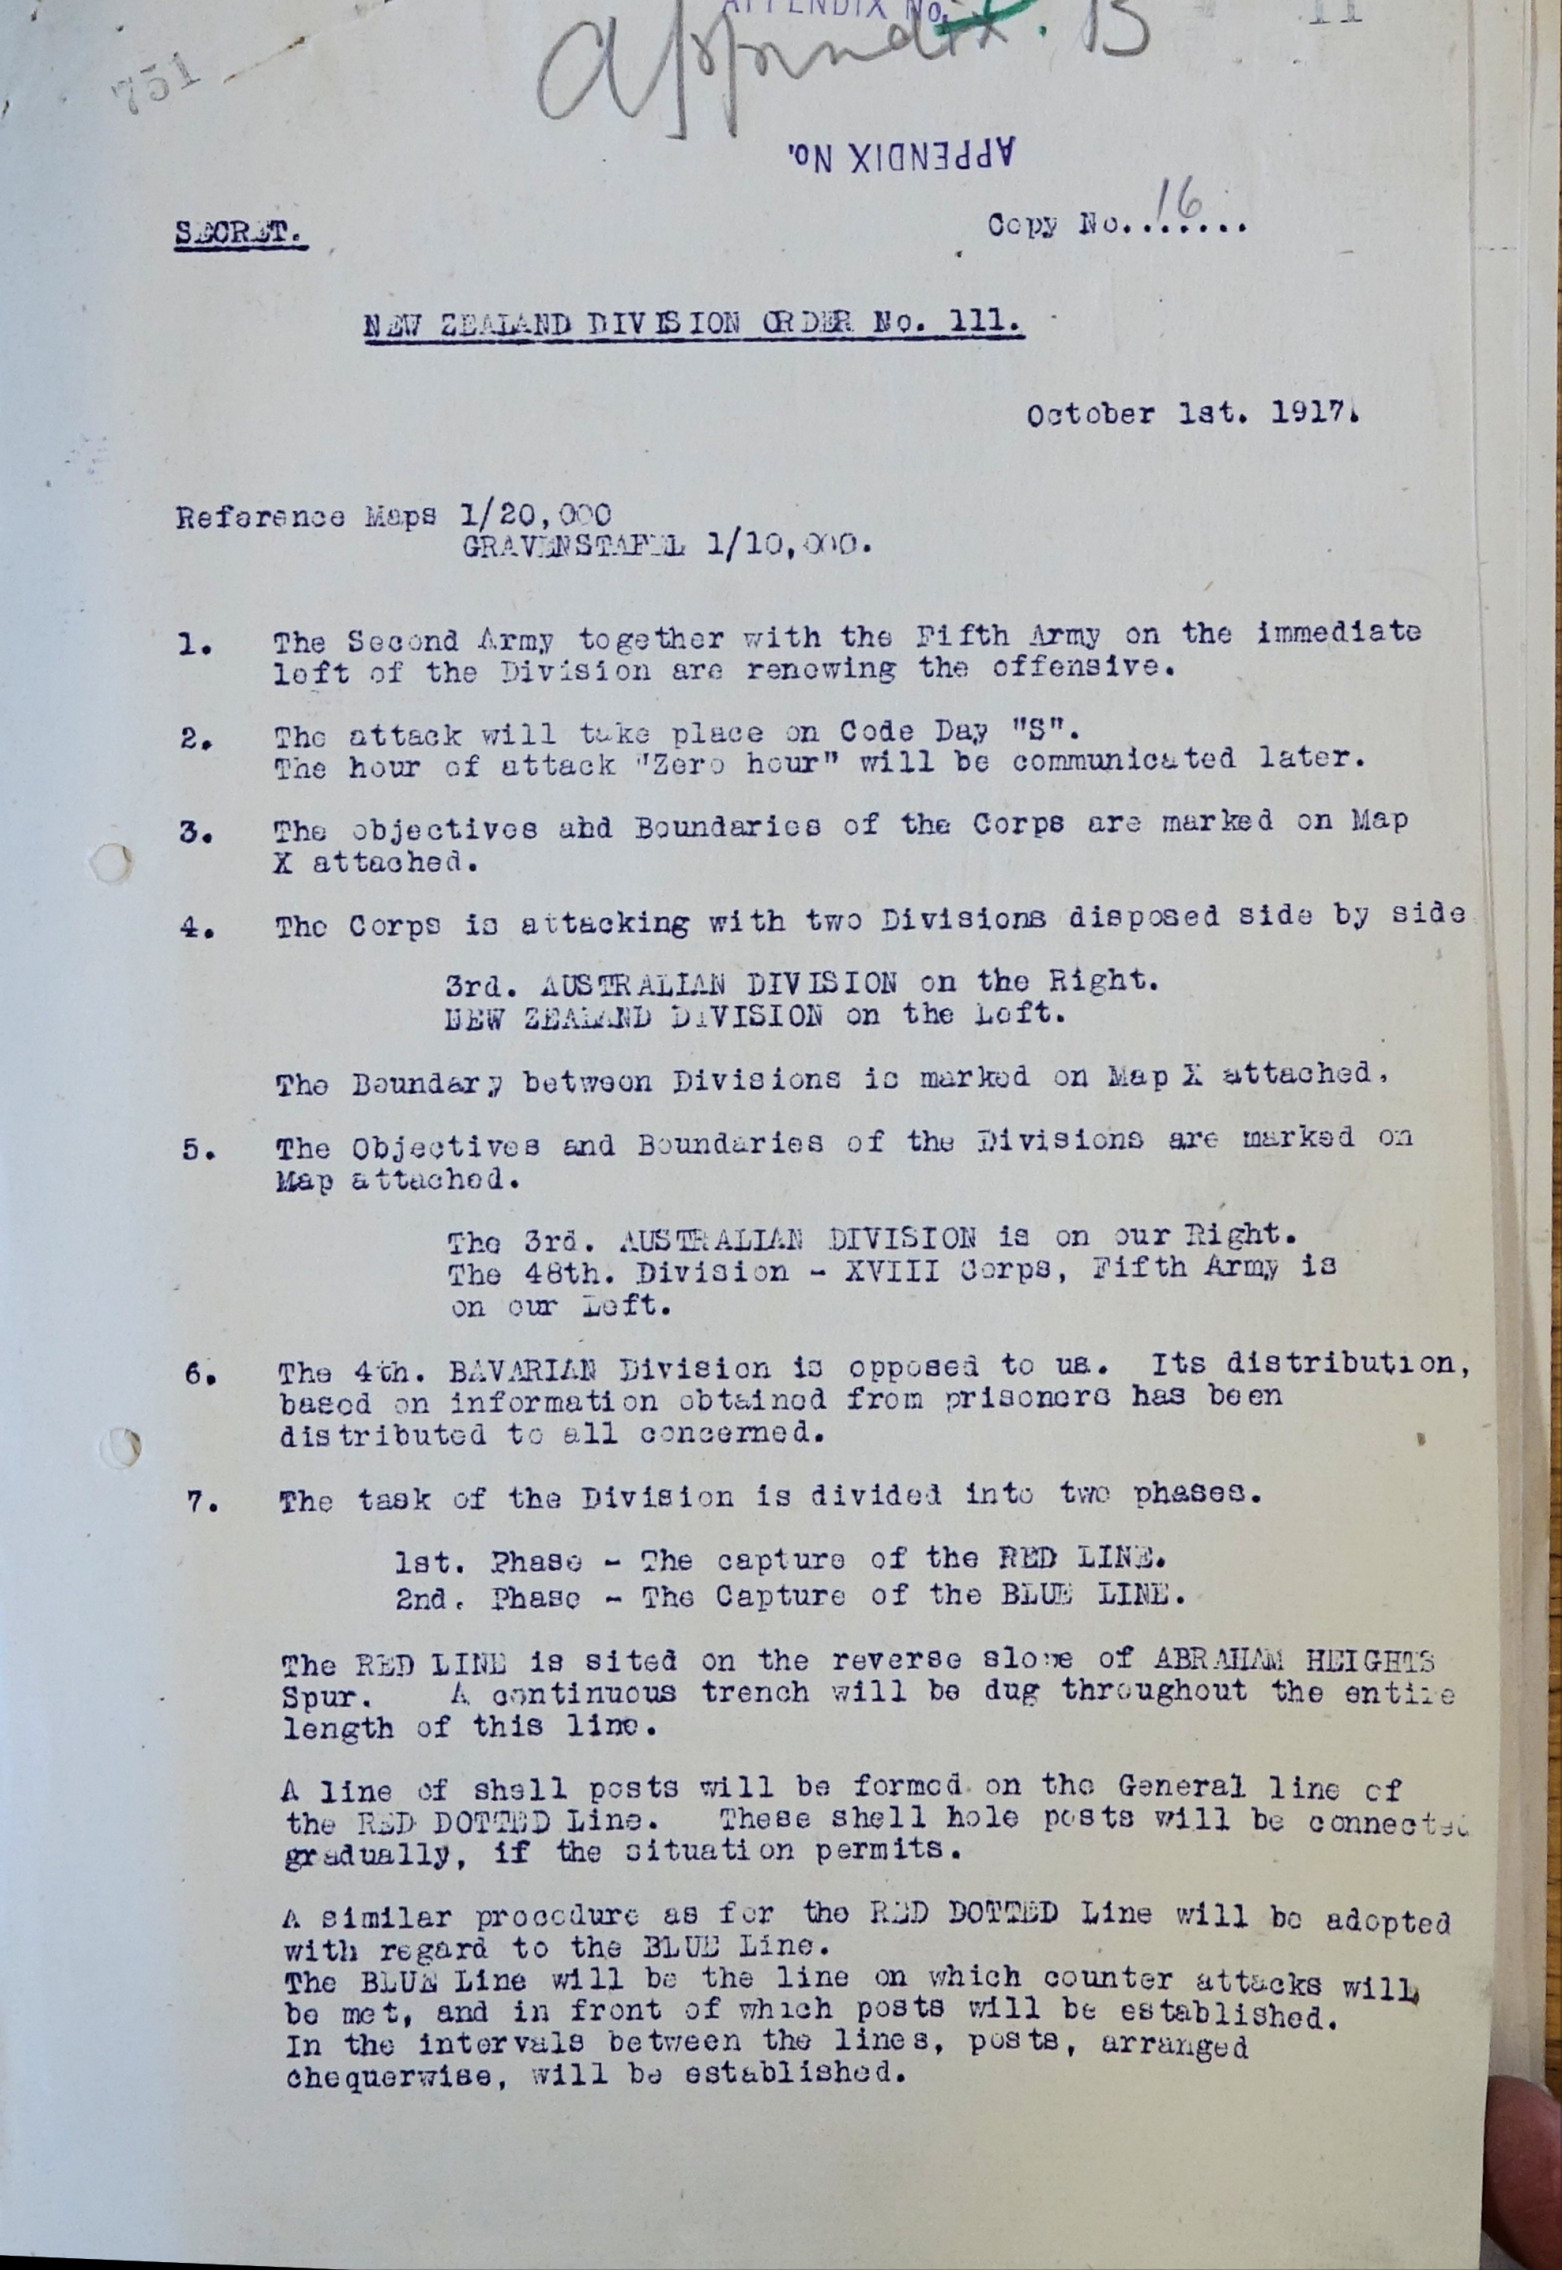 APPENDIX No.
11
751
Appendix. B
APPENDIX No.
SECRET.
Copy No. 16.......
NEW ZEALAND DIVISION ORDER No. 111.
October 1st. 1917.
Reference Maps 1/20,000
GRAVENSTAFEL 1/10,000.
1. The Second Army together with the Fifth Army on the immediate
left of the Division are renewing the offensive.
2. The attack will take place on Code Day "S".
The hour of attack "Zero hour" will be communicated later.
3. The objectives ahd Boundaries of the Corps are marked on Map
X attached.
4. The Corps is attacking with two Divisions disposed side by side
3rd. AUSTRALIAN DIVISION on the Right.
NEW ZEALAND DIVISION on the Left.
The Boundary between Divisions is marked on Map X attached.
5. The Objectives and Boundaries of the Divisions are marked on
Map attached.
The 3rd. AUSTRALIAN DIVISION is on our Right.
The 48th. Division - XVIII Corps, Fifth Army is
on our Left.
6. The 4th. BAVARIAN Division is opposed to us. Its distribution,
based on information obtained from prisoners has been
distributed to all concerned.
7. The task of the Division is divided into two phases.
1st. Phase - The capture of the RED LINE.
2nd. Phase - The Capture of the BLUE LINE.
The RED LINE is sited on the reverse slope of ABRAHAM HEIGHTS
Spur. A continuous trench will be dug throughout the entire
length of this line.
A line of shell posts will be formed on the General line of
the RED DOTTED Line. These shell hole posts will be connected
gradually, if the situation permits.
A similar procedure as for the RED DOTTED Line will be adopted
with regard to the BLUE Line.
The BLUE Line will be the line on which counter attacks will
be met, and in front of which posts will be established.
In the intervals between the lines, posts, arranged
chequerwise, will be established.